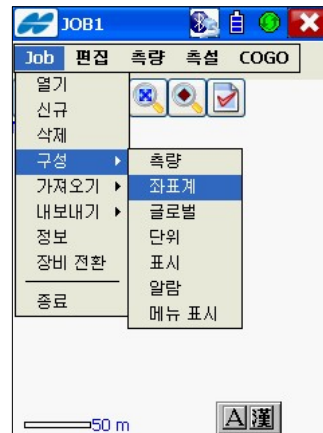 JOB1
Job 편집 측량 측설 COGO
열기
신규
삭제
구성
가져오기
내보내기
정보
장비 전환
종료
측량
좌표계
글로벌
단위
표시
알람
메뉴 표시
50 m
A 漢